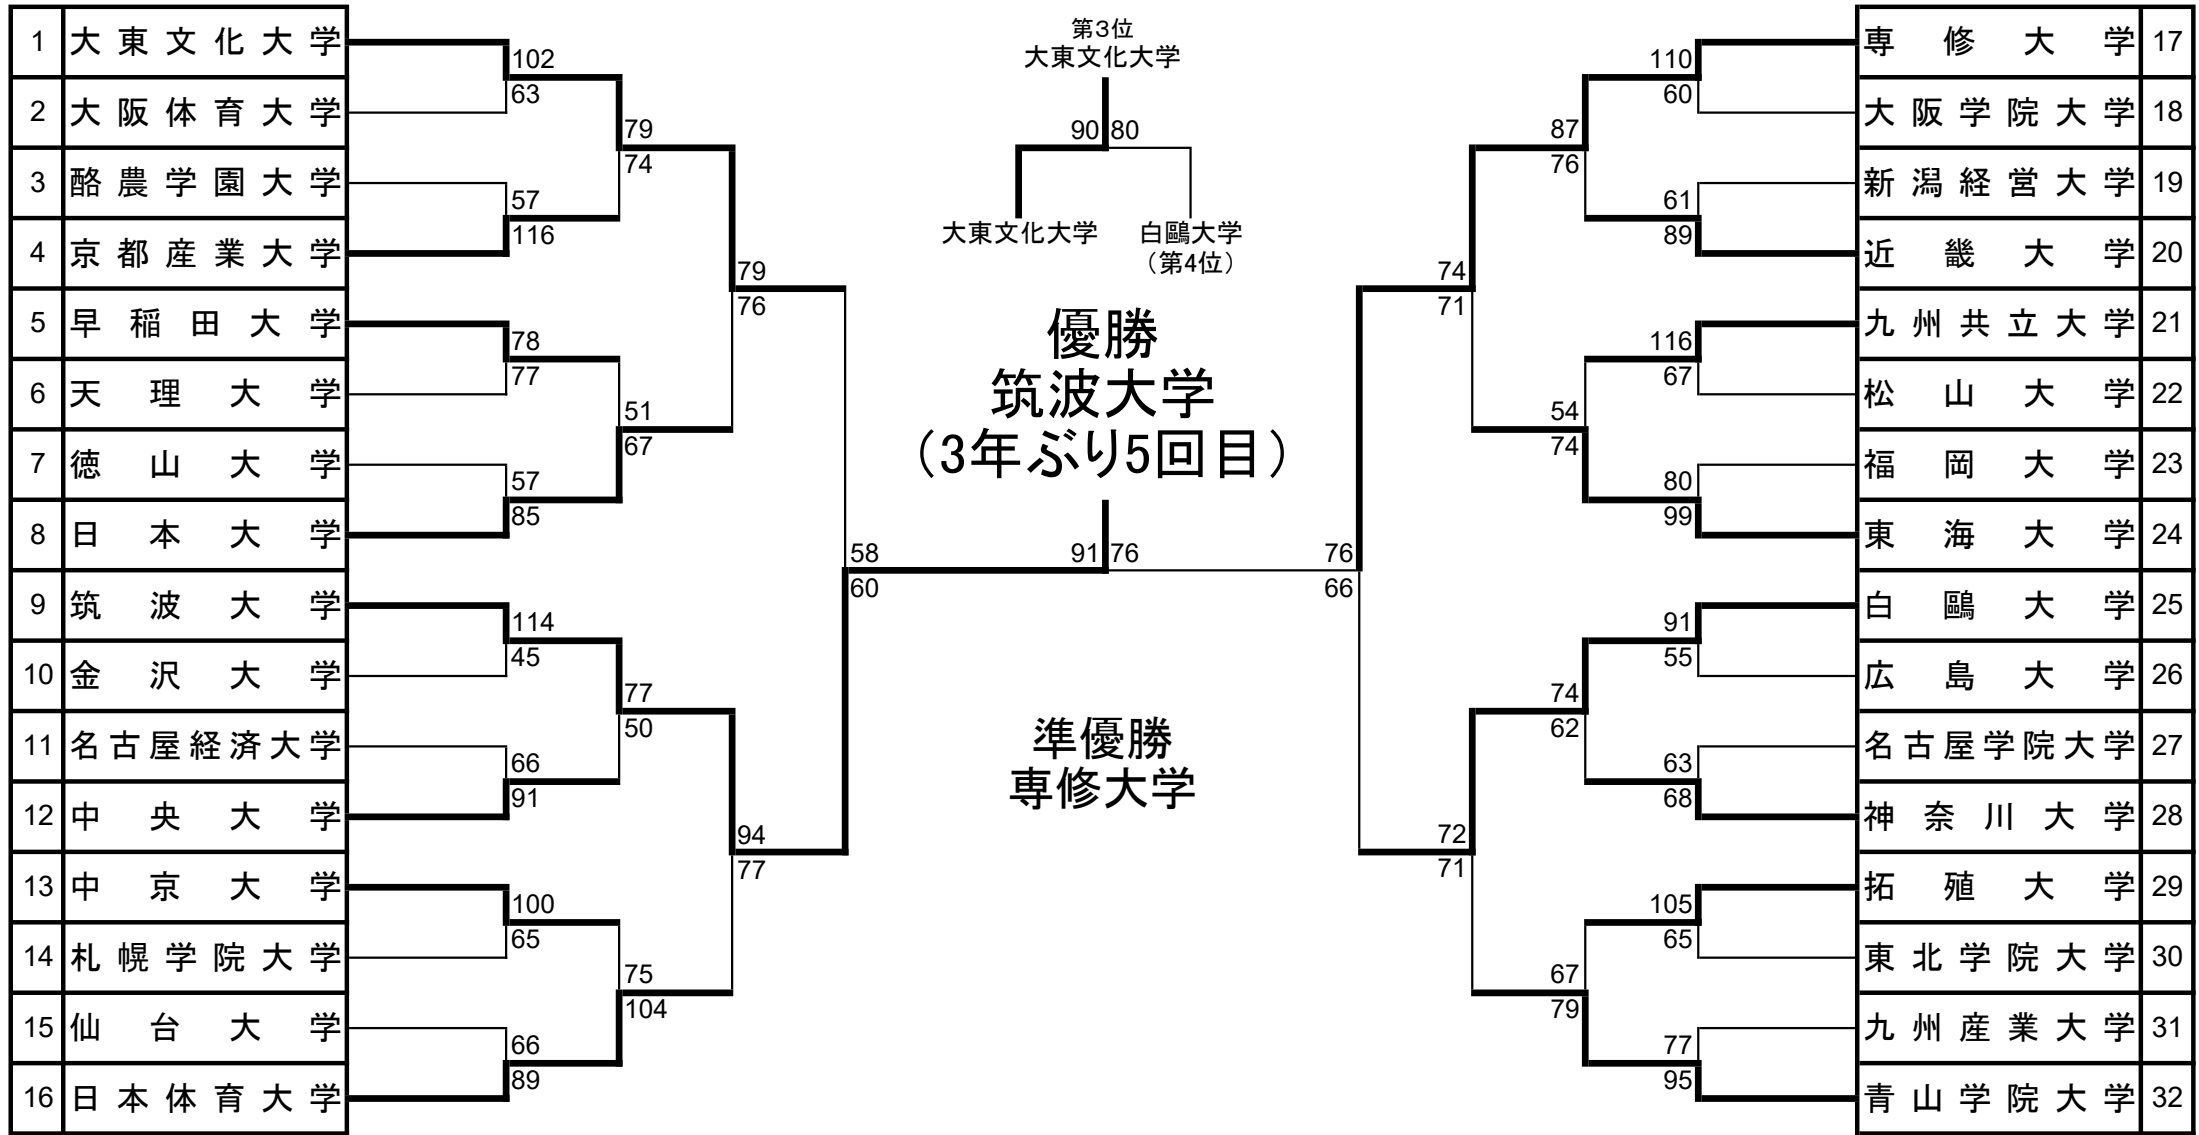 1 大東文化大学
102
63
2 大阪体育大学
79
74
3 酪農学園大学
57
116
4 京都産業大学
79
76
5 早稲田大学
78
77
6 天理大学
51
67
7 徳山大学
57
85
8 日本大学
58
60
9 筑波大学
114
45
10 金沢大学
77
50
11 名古屋経済大学
66
91
12 中央大学
94
77
13 中京大学
100
65
14 札幌学院大学
75
104
15 仙台大学
66
89
16 日本体育大学
第3位
大東文化大学
90 80
大東文化大学 白鷗大学
（第4位）
優勝
筑波大学
（3年ぶり5回目）
91 76
準優勝
専修大学
専修大学 17
110
60
大阪学院大学 18
87
76
新潟経営大学 19
61
89
近畿大学 20
74
71
九州共立大学 21
116
67
松山大学 22
54
74
福岡大学 23
80
99
東海大学 24
76
66
白鷗大学 25
91
55
広島大学 26
74
62
名古屋学院大学 27
63
68
神奈川大学 28
72
71
拓殖大学 29
105
65
東北学院大学 30
67
79
九州産業大学 31
77
95
青山学院大学 32